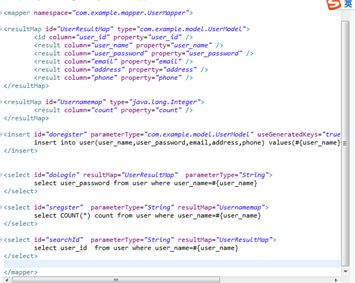 英
<mapper namespace="com.example.mapper.UserMapper">
<resultMap id="UserResultMap" type="com.example.model.UserModel">
<id column="user_id" property="user_id" />
<result column="user_name" property="user_name" />
<result column="user_password" property="user_password" />
<result column="email" property="email" />
<result column="address" property="address" />
<result column="phone" property="phone" />
</resultMap>
<resultMap id="Usernamemap" type="java.lang.Integer">
<result column="count" property="count" />
</resultMap>
<insert id="doregster" parameterType="com.example.model.UserModel" useGeneratedKeys="true
insert into user(user_name,user_password,email,address,phone) values(#{user_name}
</insert>
<select id="dologin" resultMap="UserResultMap" parameterType="String">
select user_password from user where user_name=#{user_name}
</select>
<select id="sregster" parameterType="String" resultMap="Usernamemap">
select COUNT(*) count from user where user_name=#{user_name}
</select>
<select id="searchId" parameterType="String" resultMap="UserResultMap">
select user_id from user where user_name=#{user_name}
</select>
</mapper>